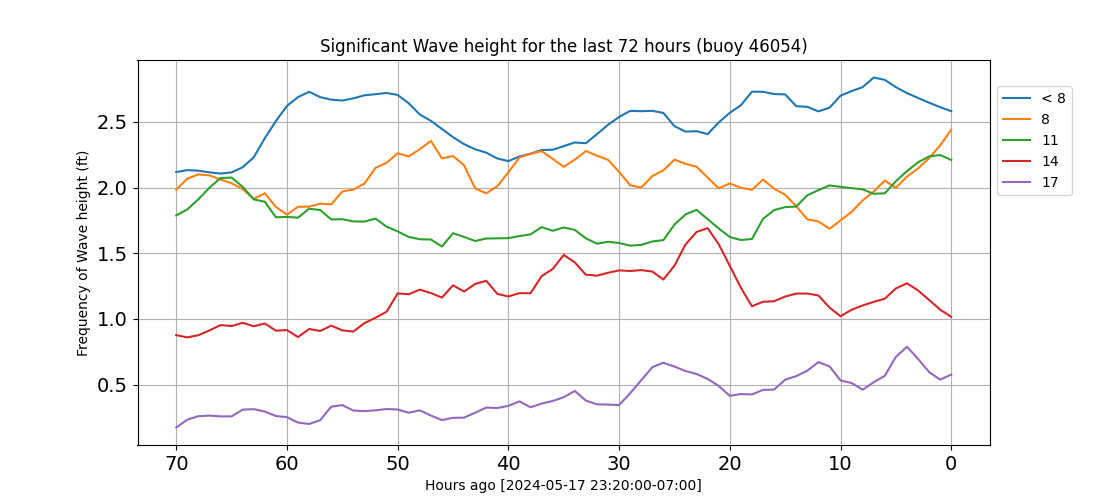 Significant Wave height for the last 72 hours (buoy 46054)
Frequency of Wave height (ft)
2.5
2.0
1.5
1.0
0.5
70 60 50 40 30 20 10 0
Hours ago [2024-05-17 23:20:00-07:00]
< 8
8
11
14
17